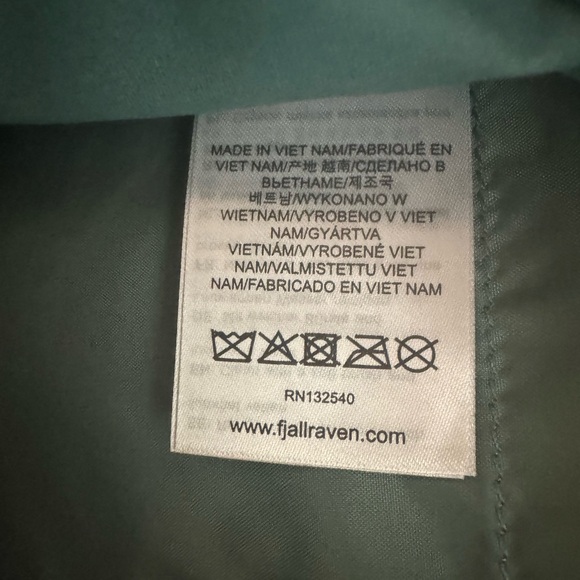 MADE IN VIET NAM/FABRIQUÉ EN
VIET NAM/产地 越南/СДЕЛАНО В
ВЬЕТНАМЕ/제조국
베트남/WYKONANO W
WIETNAM/VYROBENO V VIET
NAM/GYÁRTVA
VIETNÁM/VYROBENÉ VIET
NAM/VALMISTETTU VIET
NAM/FABRICADO EN VIET NAM
RN132540
www.fjallraven.com